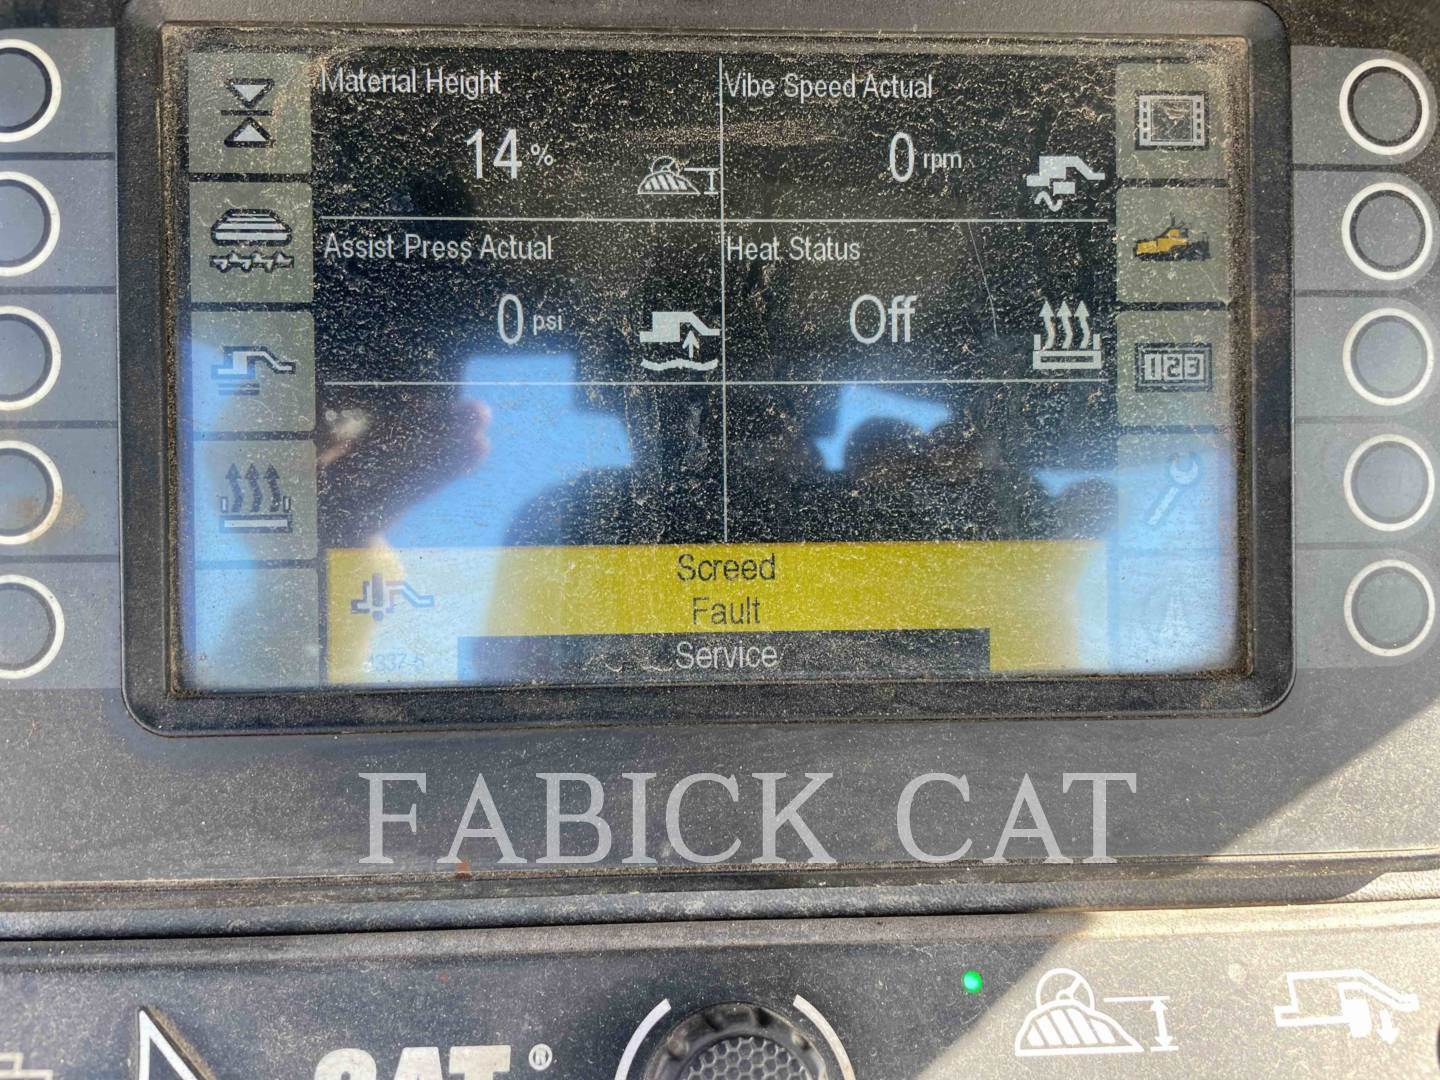 Material Height
14 %
Vibe Speed Actual
0 rpm
Assist Press Actual
0 psi
Heat Status
Off
123
Screed
Fault
Service
FABICK CAT
CAT ®